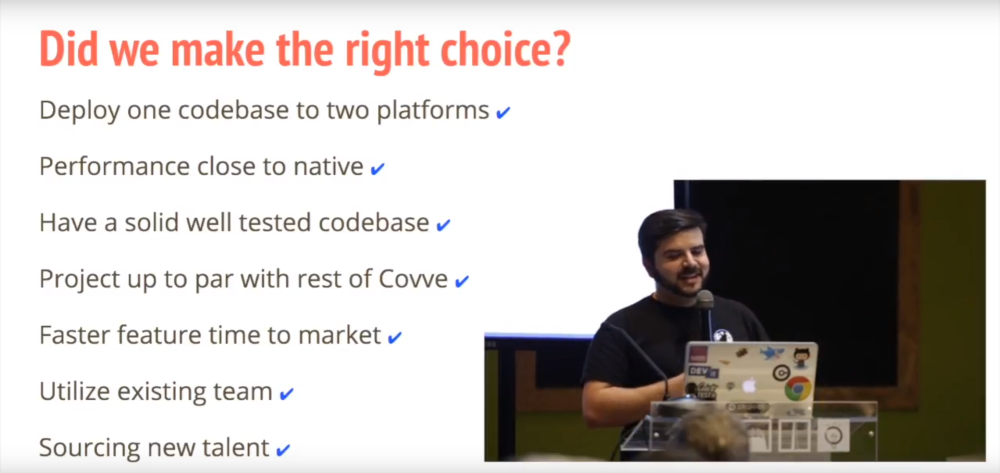 Did we make the right choice?
Deploy one codebase to two platforms ✔
Performance close to native ✔
Have a solid well tested codebase ✔
Project up to par with rest of Covve ✔
Faster feature time to market ✔
Utilize existing team ✔
Sourcing new talent ✔
DEV it